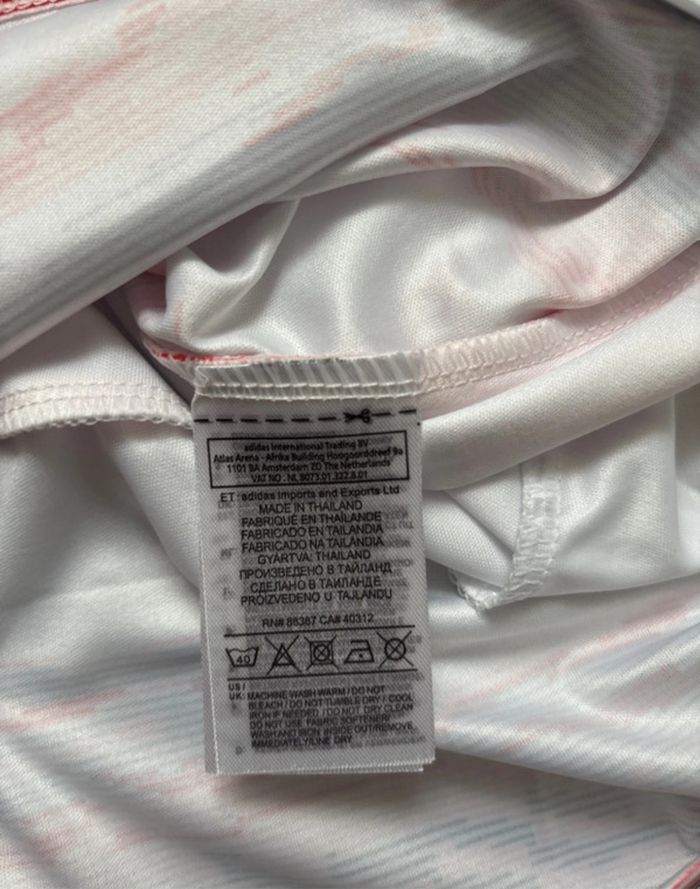 adidas International Trading BV
Atlas Arena - Afrika Building Hoogoorddreef 9a
1101 BA Amsterdam ZO The Netherlands
VAT NO . NL 8073.01.322.B.01
ET: adidas Imports and Exports Ltd
MADE IN THAILAND
FABRIQUÉ EN THAÏLANDE
FABRICADO EN TAILANDIA
FABRICADO NA TAILÂNDIA
GYÁRTVA: THAILAND
ПРОИЗВЕДЕНО В ТАЙЛАНД
СДЕЛАНО В ТАИЛАНДЕ
PROIZVEDENO U TAJLANDU
RN# 88387 CA# 40312
40
US /
UK: MACHINE WASH WARM / DO NOT
BLEACH / DO NOT TUMBLE DRY / COOL
IRON IF NEEDED / DO NOT DRY CLEAN
DO NOT USE FABRIC SOFTENER/
WASH AND IRON INSIDE OUT/REMOVE
IMMEDIATELY/LINE DRY